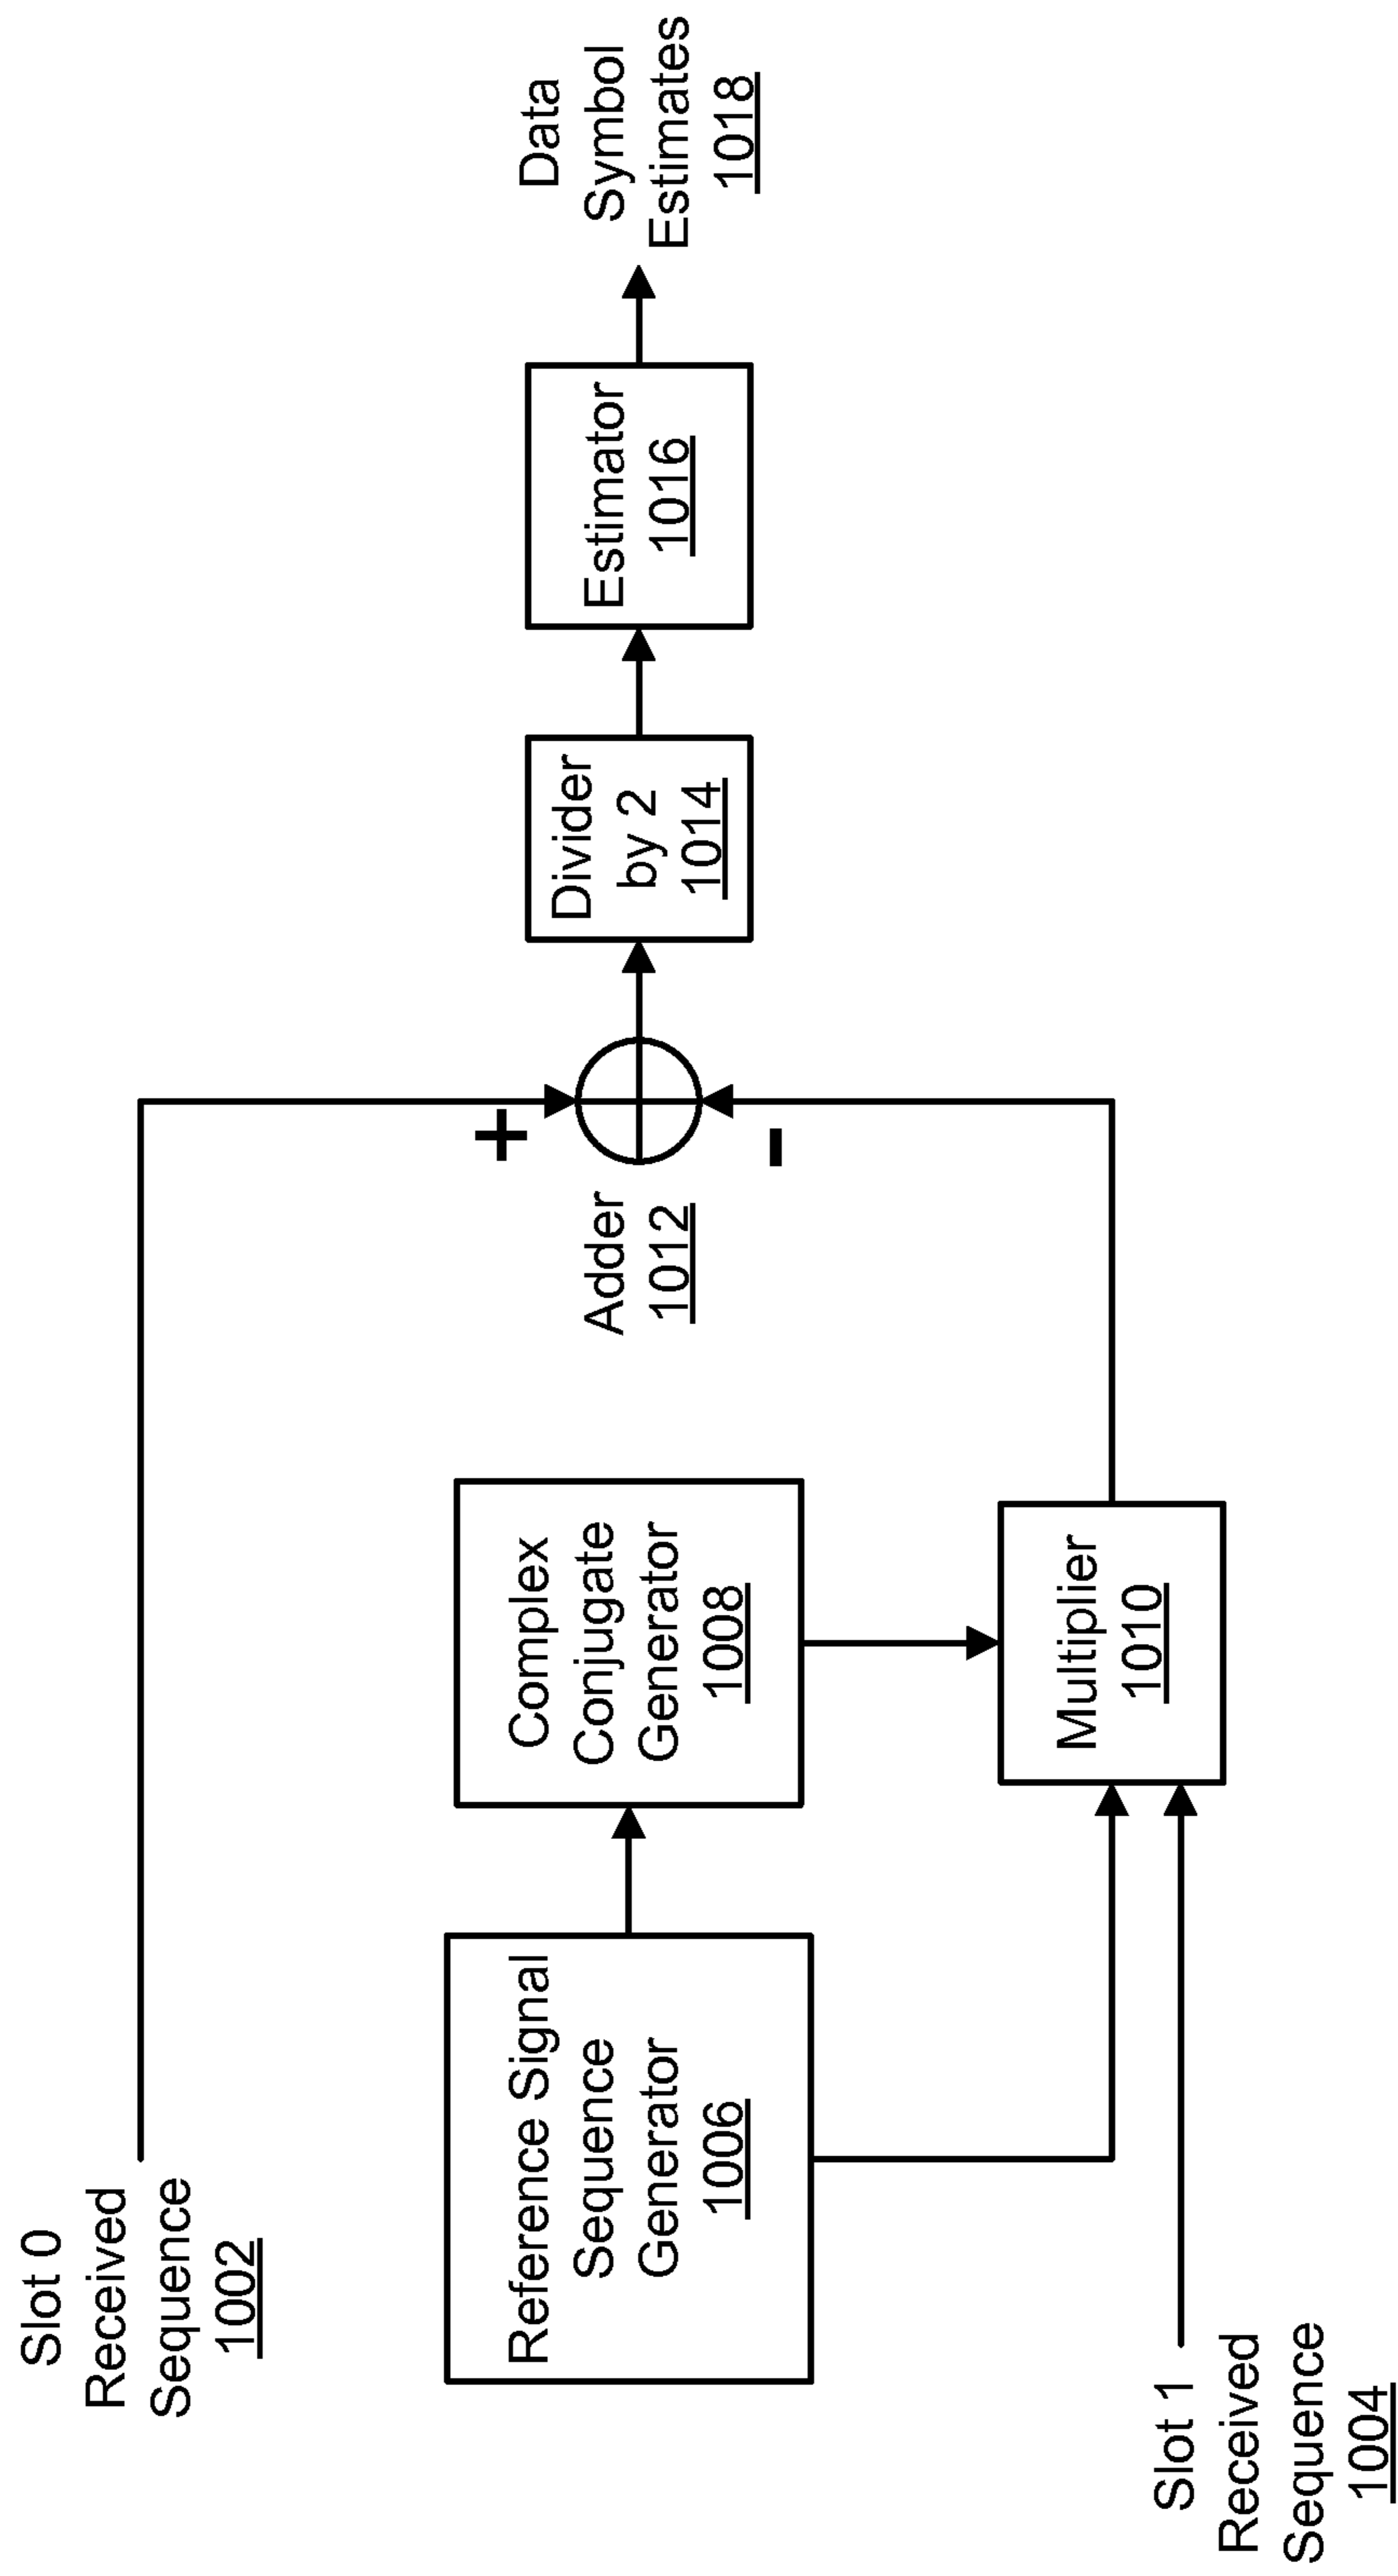 Slot 0
Received
Sequence
1002
Reference Signal
Sequence
Generator
1006
Complex
Conjugate
Generator
1008
Slot 1
Received
Sequence
1004
Multiplier
1010
Adder
1012
+
-
Divider
by 2
1014
Estimator
1016
Data
Symbol
Estimates
1018